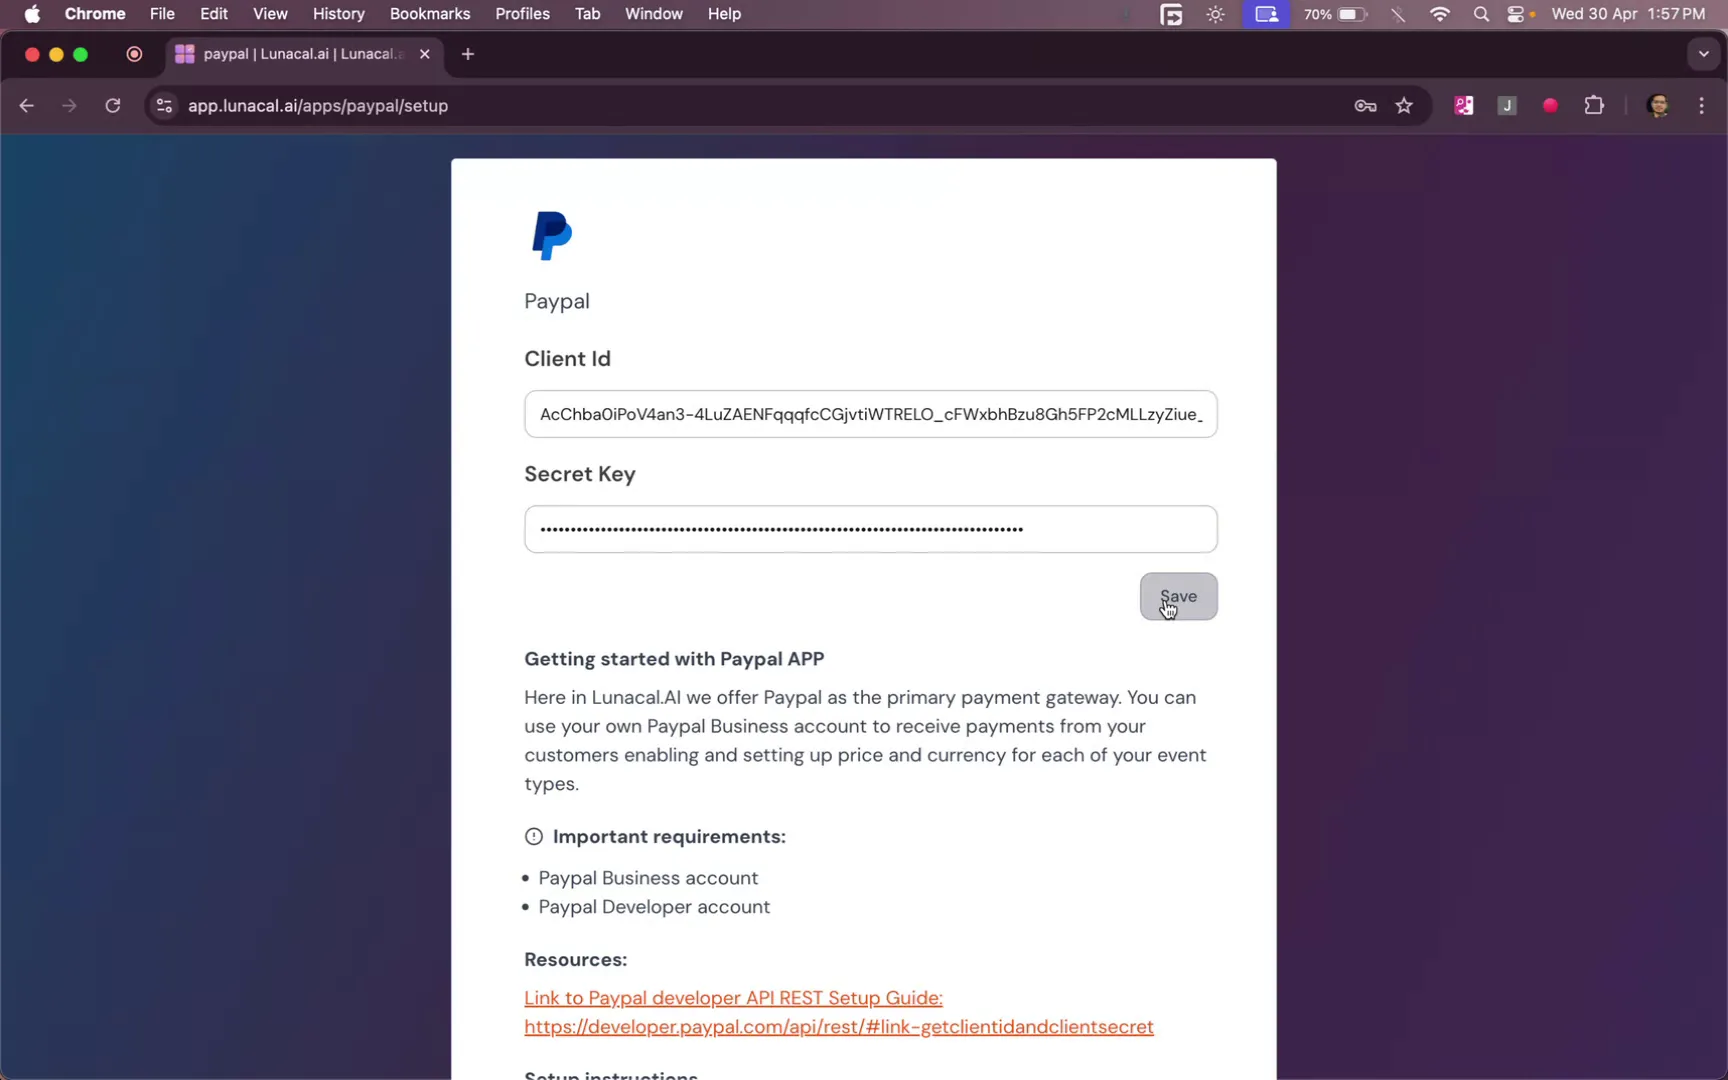 Chrome File Edit View History Bookmarks Profiles Tab Window Help 70% Wed 30 Apr 1:57 PM
paypal | Lunacal.ai | Lunacal.a
app.lunacal.ai/apps/paypal/setup
J
Paypal
Client Id
AcChba0iPoV4an3-4LuZAENFqqqfcCGjvtiWTRELO_cFWxbhBzu8Gh5FP2cMLLzyZiue_
Secret Key
Save
Getting started with Paypal APP
Here in Lunacal.AI we offer Paypal as the primary payment gateway. You can
use your own Paypal Business account to receive payments from your
customers enabling and setting up price and currency for each of your event
types.
Important requirements:
• Paypal Business account
• Paypal Developer account
Resources:
Link to Paypal developer API REST Setup Guide:
https://developer.paypal.com/api/rest/#link-getclientidandclientsecret
Setup instructions